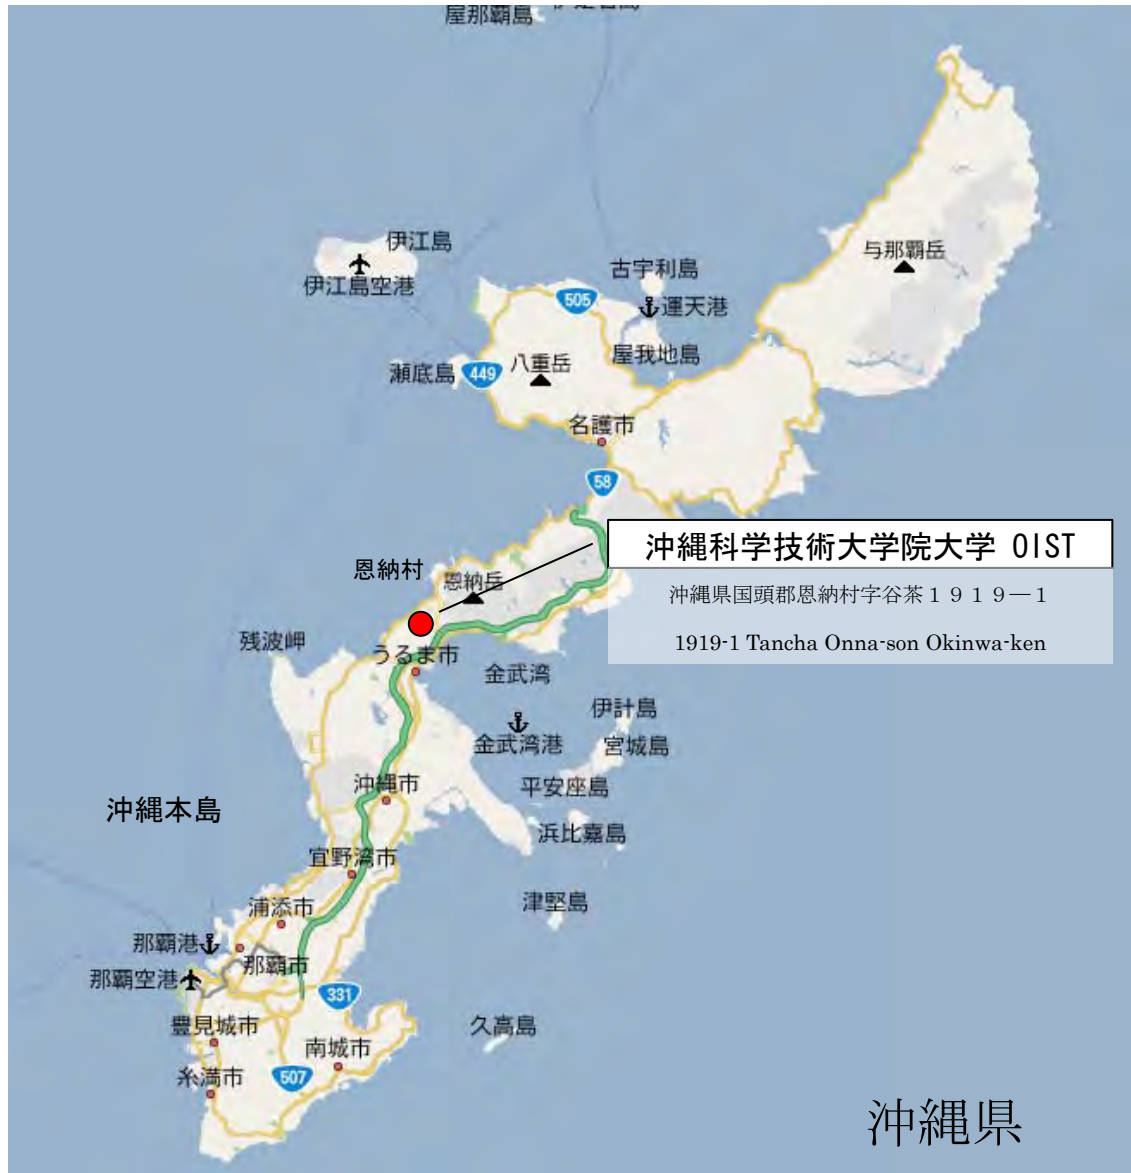 屋那覇島
伊江島
伊江島空港
古宇利島
運天港
屋我地島
与那覇岳
505
瀬底島
449
八重岳
名護市
58
沖縄科学技術大学院大学 OIST
沖縄県国頭郡恩納村字谷茶１９１９―１
1919-1 Tancha Onna-son Okinwa-ken
恩納村
恩納岳
残波岬
うるま市
金武湾
伊計島
金武湾港
宮城島
沖縄市
平安座島
沖縄本島
浜比嘉島
宜野湾市
津堅島
浦添市
那覇港
那覇市
那覇空港
331
豊見城市
久高島
南城市
糸満市
507
沖縄県